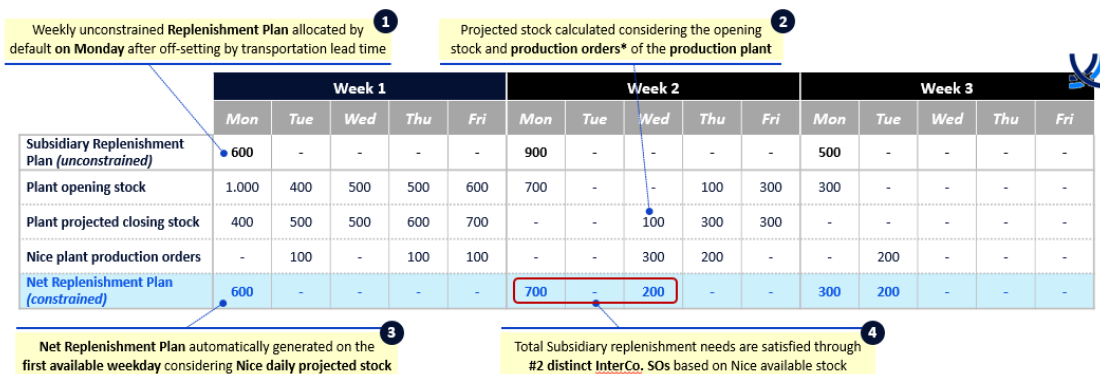 1
Weekly unconstrained Replenishment Plan allocated by
default on Monday after off-setting by transportation lead time
2
Projected stock calculated considering the opening
stock and production orders* of the production plant
Week 1 Week 2 Week 3
Mon Tue Wed Thu Fri Mon Tue Wed Thu Fri Mon Tue Wed Thu Fri
Subsidiary Replenishment
Plan (unconstrained) 600 - - - - 900 - - - - 500 - - - -
Plant opening stock 1.000 400 500 500 600 700 - - 100 300 300 - - - -
Plant projected closing stock 400 500 500 600 700 - - 100 300 300 - - - - -
Nice plant production orders - 100 - 100 100 - - 300 200 - - 200 - - -
Net Replenishment Plan
(constrained) 600 - - - - 700 - 200 - - 300 200 - - -
3
Net Replenishment Plan automatically generated on the
first available weekday considering Nice daily projected stock
4
Total Subsidiary replenishment needs are satisfied through
#2 distinct InterCo. SOs based on Nice available stock